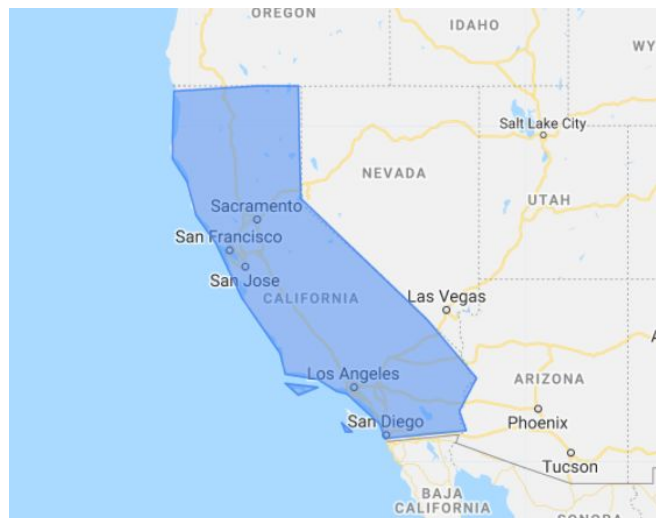 OREGON
IDAHO
WY
Salt Lake City
NEVADA
Sacramento
UTAH
San Francisco
San Jose
CALIFORNIA
Las Vegas
Los Angeles
ARIZONA
San Diego
Phoenix
Tucson
BAJA
CALIFORNIA